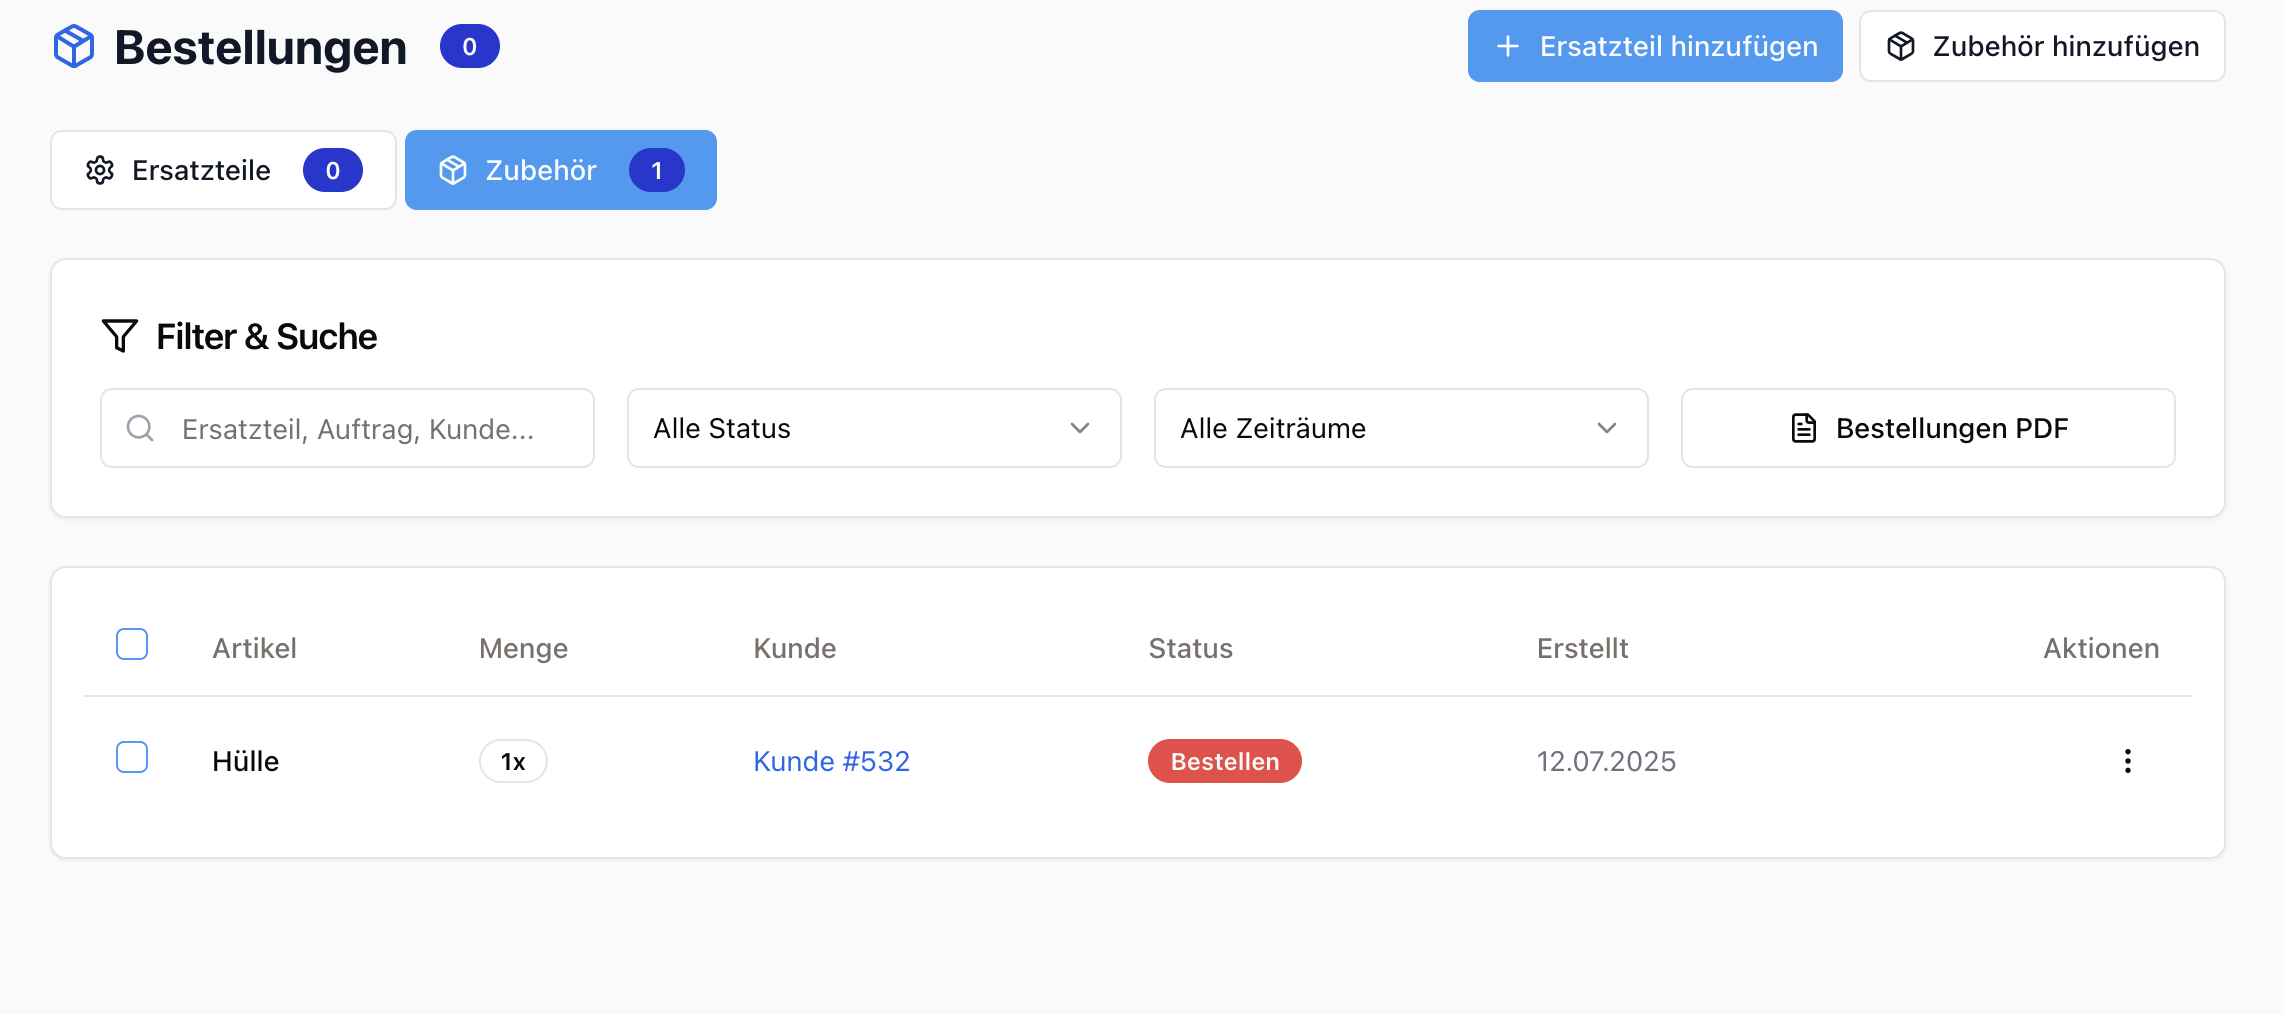 Bestellungen 0
Ersatzteil hinzufügen
Zubehör hinzufügen
Ersatzteile 0
Zubehör 1
Filter & Suche
Ersatzteil, Auftrag, Kunde...
Alle Status
Alle Zeiträume
Bestellungen PDF
Artikel Menge Kunde Status Erstellt Aktionen
Hülle 1x Kunde #532 Bestellen 12.07.2025